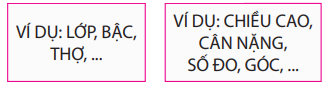 VÍ DỤ: LỚP, BẬC,
THỢ, ...
VÍ DỤ: CHIỀU CAO,
CÂN NẶNG,
SỐ ĐO, GÓC, ...